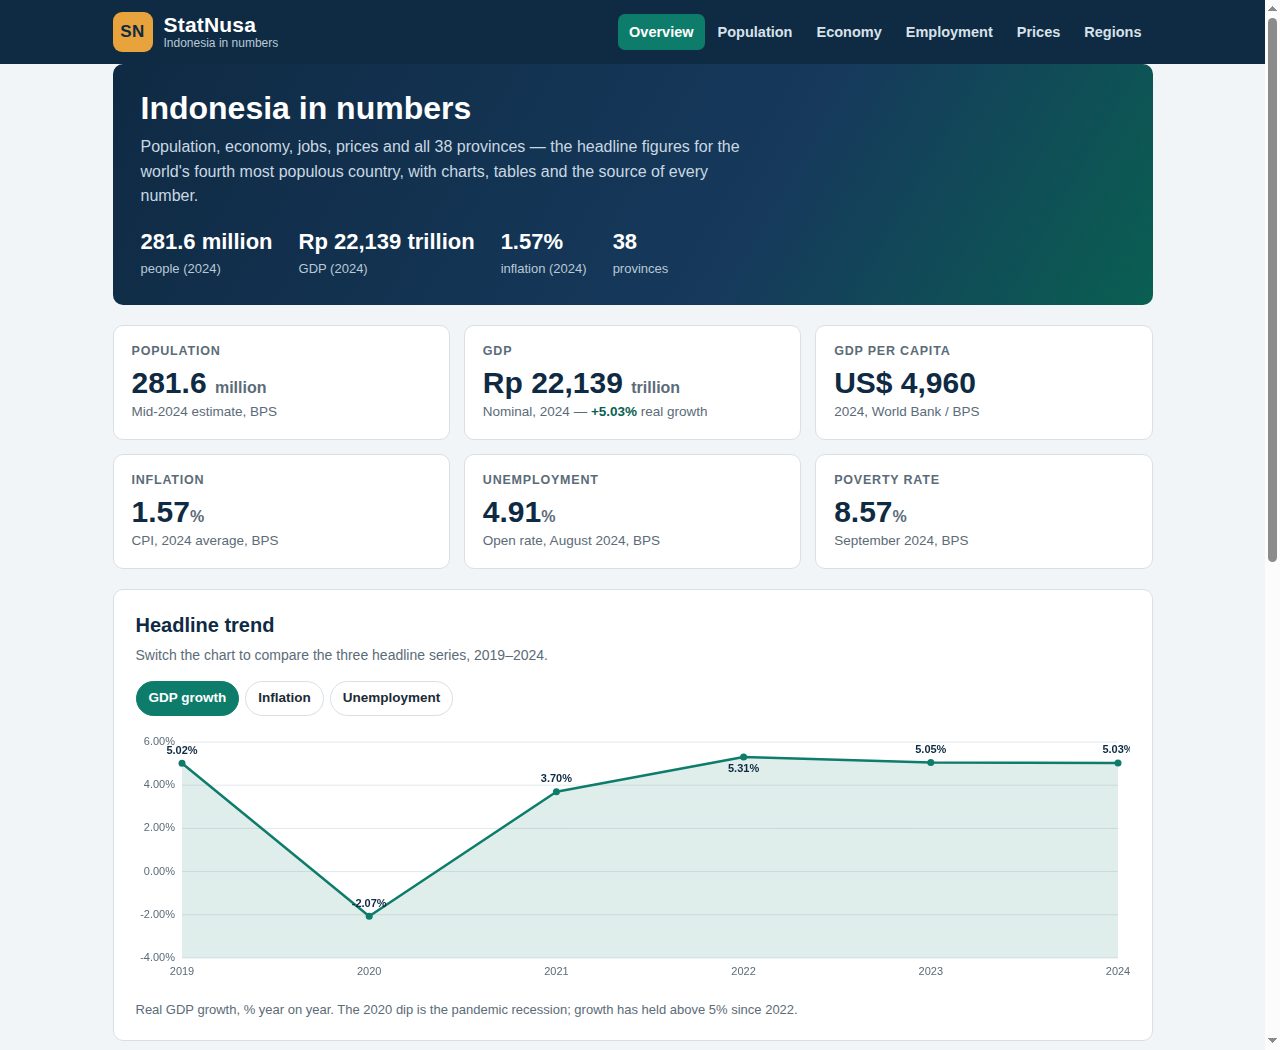 SN
StatNusa
Indonesia in numbers
Overview Population Economy Employment Prices Regions
Indonesia in numbers
Population, economy, jobs, prices and all 38 provinces — the headline figures for the
world's fourth most populous country, with charts, tables and the source of every
number.
281.6 million Rp 22,139 trillion 1.57% 38
people (2024) GDP (2024) inflation (2024) provinces
POPULATION
281.6 million
Mid-2024 estimate, BPS
GDP
Rp 22,139 trillion
Nominal, 2024 — +5.03% real growth
GDP PER CAPITA
US$ 4,960
2024, World Bank / BPS
INFLATION
1.57%
CPI, 2024 average, BPS
UNEMPLOYMENT
4.91%
Open rate, August 2024, BPS
POVERTY RATE
8.57%
September 2024, BPS
Headline trend
Switch the chart to compare the three headline series, 2019–2024.
GDP growth Inflation Unemployment
6.00%
5.02% 5.05% 5.03%
5.31%
3.70%
4.00%
2.00%
0.00%
-2.07%
-2.00%
-4.00%
2019 2020 2021 2022 2023 2024
Real GDP growth, % year on year. The 2020 dip is the pandemic recession; growth has held above 5% since 2022.